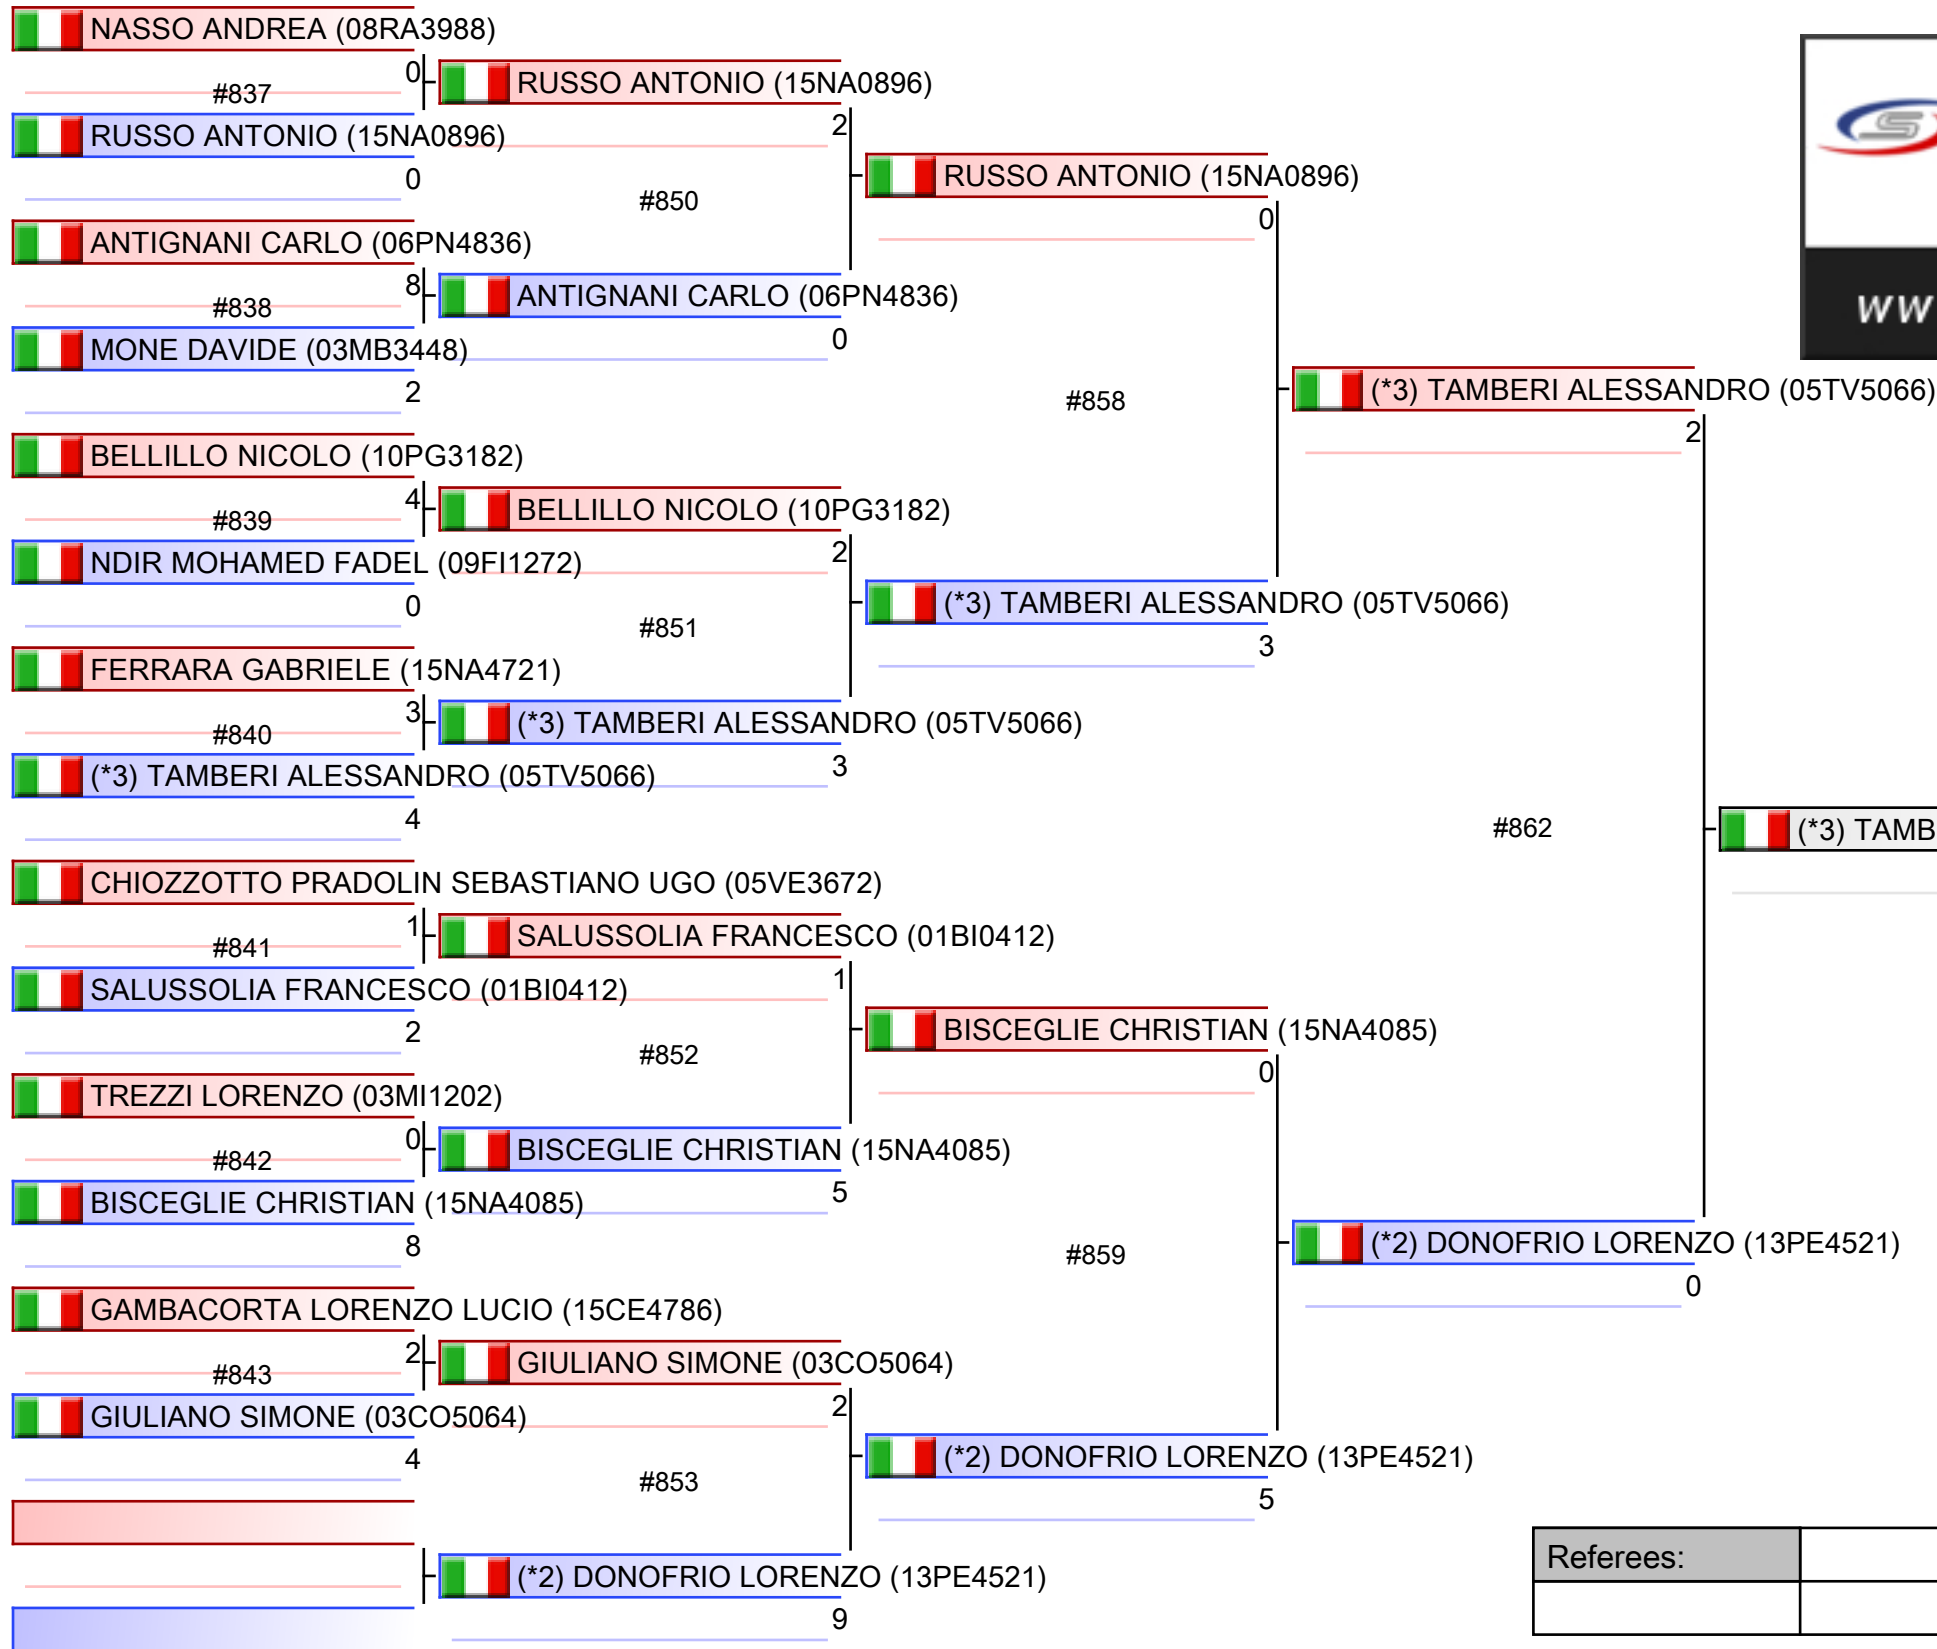 NASSO ANDREA (08RA3988)
0
#837
RUSSO ANTONIO (15NA0896)
0
ANTIGNANI CARLO (06PN4836)
8
#838
MONE DAVIDE (03MB3448)
2
BELLILLO NICOLO (10PG3182)
4
#839
NDIR MOHAMED FADEL (09FI1272)
0
FERRARA GABRIELE (15NA4721)
3
#840
(*3) TAMBERI ALESSANDRO (05TV5066)
4
CHIOZZOTTO PRADOLIN SEBASTIANO UGO (05VE3672)
1
#841
SALUSSOLIA FRANCESCO (01BI0412)
2
TREZZI LORENZO (03MI1202)
0
#842
BISCEGLIE CHRISTIAN (15NA4085)
8
GAMBACORTA LORENZO LUCIO (15CE4786)
2
#843
GIULIANO SIMONE (03CO5064)
4
RUSSO ANTONIO (15NA0896)
2
#850
ANTIGNANI CARLO (06PN4836)
0
BELLILLO NICOLO (10PG3182)
2
#851
(*3) TAMBERI ALESSANDRO (05TV5066)
3
SALUSSOLIA FRANCESCO (01BI0412)
1
#852
BISCEGLIE CHRISTIAN (15NA4085)
5
GIULIANO SIMONE (03CO5064)
2
#853
(*2) DONOFRIO LORENZO (13PE4521)
9
RUSSO ANTONIO (15NA0896)
0
#858
(*3) TAMBERI ALESSANDRO (05TV5066)
3
BISCEGLIE CHRISTIAN (15NA4085)
0
#859
(*2) DONOFRIO LORENZO (13PE4521)
5
(*3) TAMBERI ALESSANDRO (05TV5066)
2
#862
(*2) DONOFRIO LORENZO (13PE4521)
0
(*3) TAMB
S
WW
Referees: